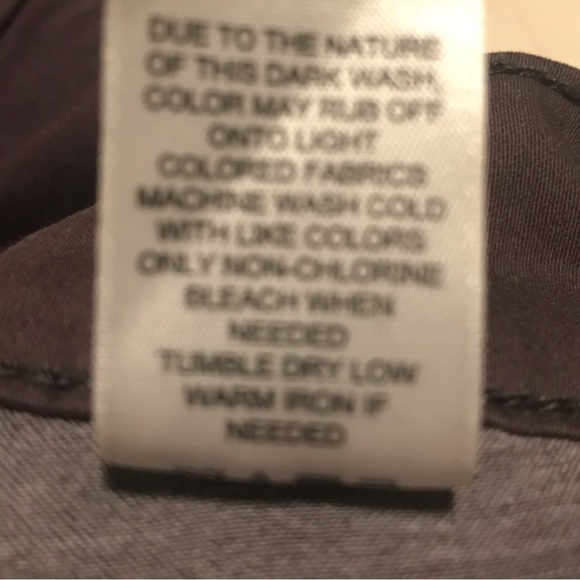 DUE TO THE NATURE
OF THIS DARK WASH,
COLOR MAY RUB OFF
ONTO LIGHT
COLORED FABRICS
MACHINE WASH COLD
WITH LIKE COLORS
ONLY NON-CHLORINE
BLEACH WHEN
NEEDED
TUMBLE DRY LOW
WARM IRON IF
NEEDED